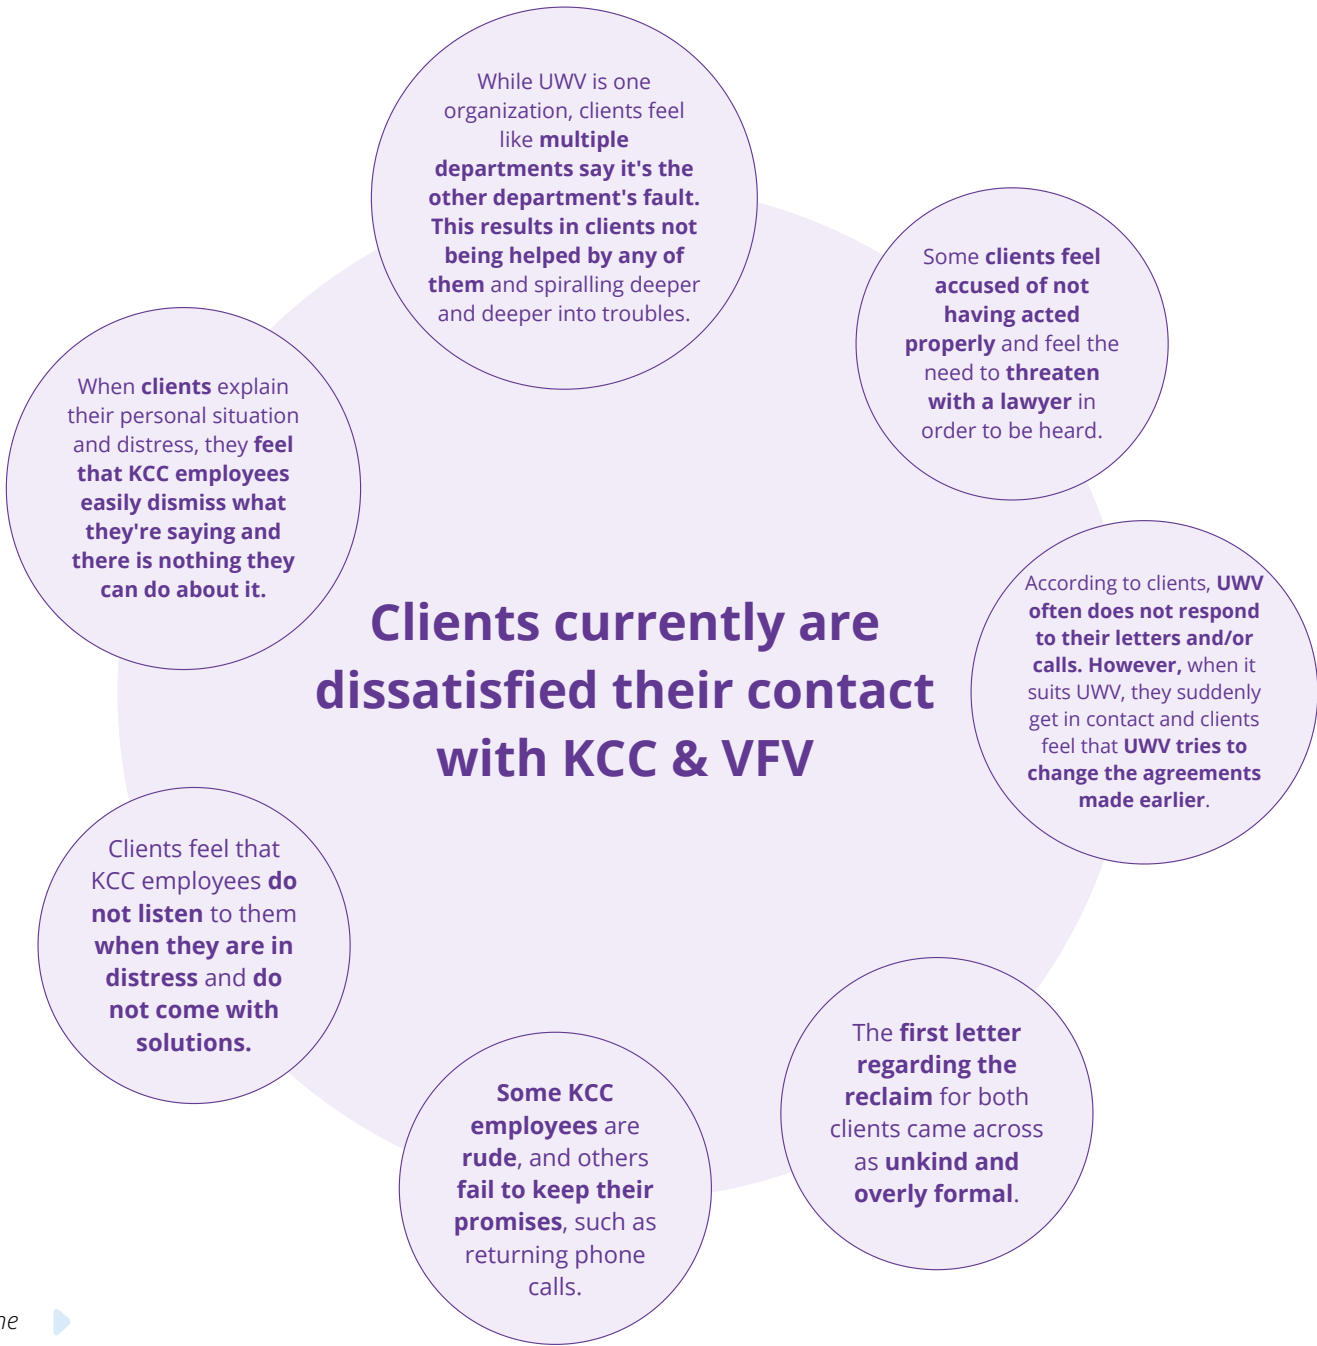 While UWV is one
organization, clients feel
like multiple
departments say it's the
other department's fault.
This results in clients not
being helped by any of
them and spiralling deeper
and deeper into troubles.
Some clients feel
accused of not
having acted
properly and feel the
need to threaten
with a lawyer in
order to be heard.
When clients explain
their personal situation
and distress, they feel
that KCC employees
easily dismiss what
they're saying and
there is nothing they
can do about it.
Clients currently are
dissatisfied their contact
with KCC & VFV
According to clients, UWV
often does not respond
to their letters and/or
calls. However, when it
suits UWV, they suddenly
get in contact and clients
feel that UWV tries to
change the agreements
made earlier.
Clients feel that
KCC employees do
not listen to them
when they are in
distress and do
not come with
solutions.
The first letter
regarding the
reclaim for both
clients came across
as unkind and
overly formal.
Some KCC
employees are
rude, and others
fail to keep their
promises, such as
returning phone
calls.